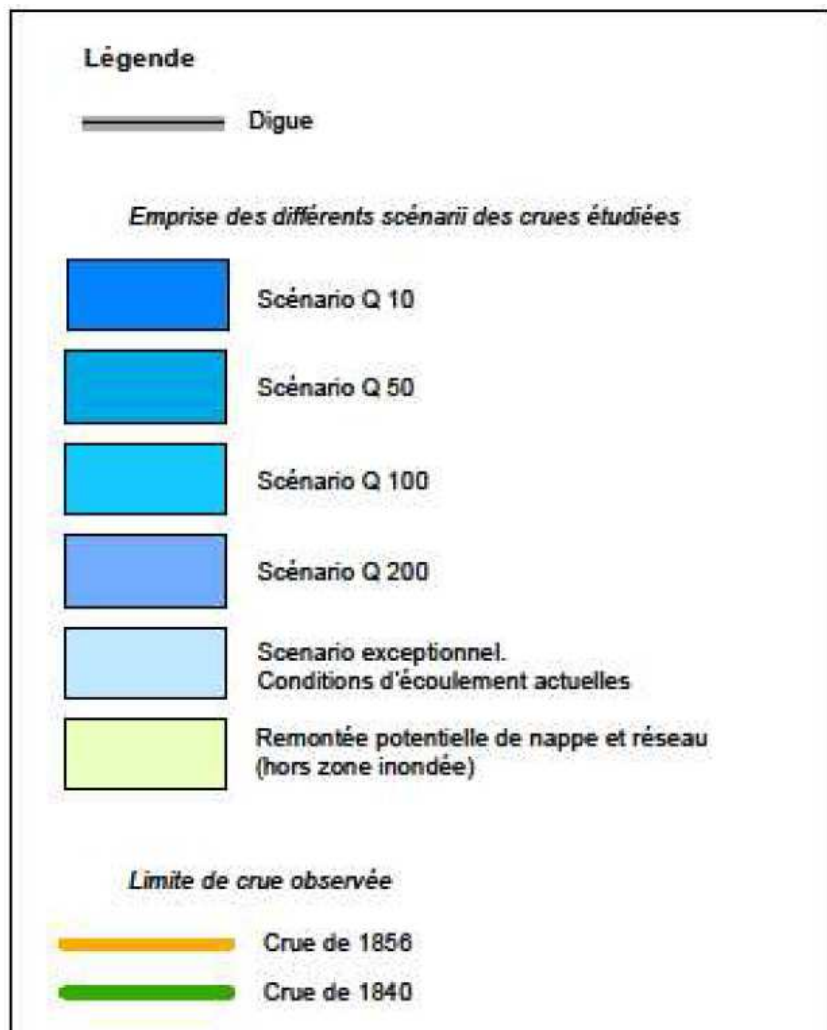 Légende
Digue
Emprise des différents scénarii des crues étudiées
Scénario Q 10
Scénario Q 50
Scénario Q 100
Scénario Q 200
Scenario exceptionnel.
Conditions d'écoulement actuelles
Remontée potentielle de nappe et réseau
(hors zone inondée)
Limite de crue observée
Crue de 1856
Crue de 1840